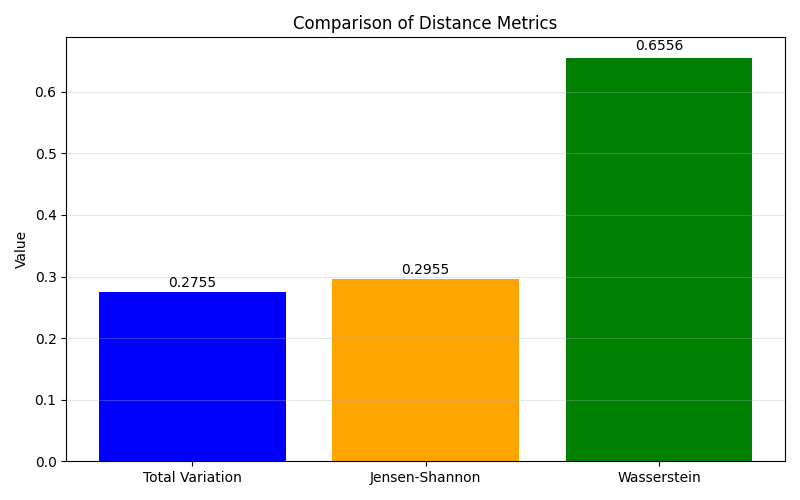 Comparison of Distance Metrics
0.6556
0.6
0.5
0.4
Value
0.3
0.2955
0.2755
0.2
0.1
0.0
Total Variation
Jensen-Shannon
Wasserstein